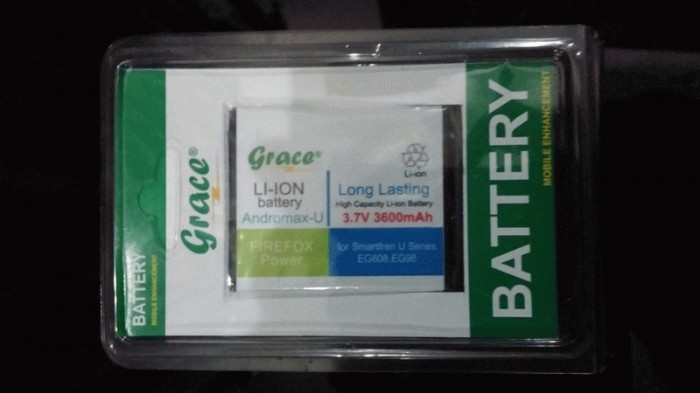 BATTERY
MOBILE ENHANCEMENT
Grace®
Grace®
LI-ION
battery
Andromax-U
FIREFOX
Power
Li-ion
Long Lasting
High Capacity Li-ion Battery
3.7V 3600mAh
for Smartfren U Series
EG608.EG98
BATTERY
MOBILE ENHANCEMENT